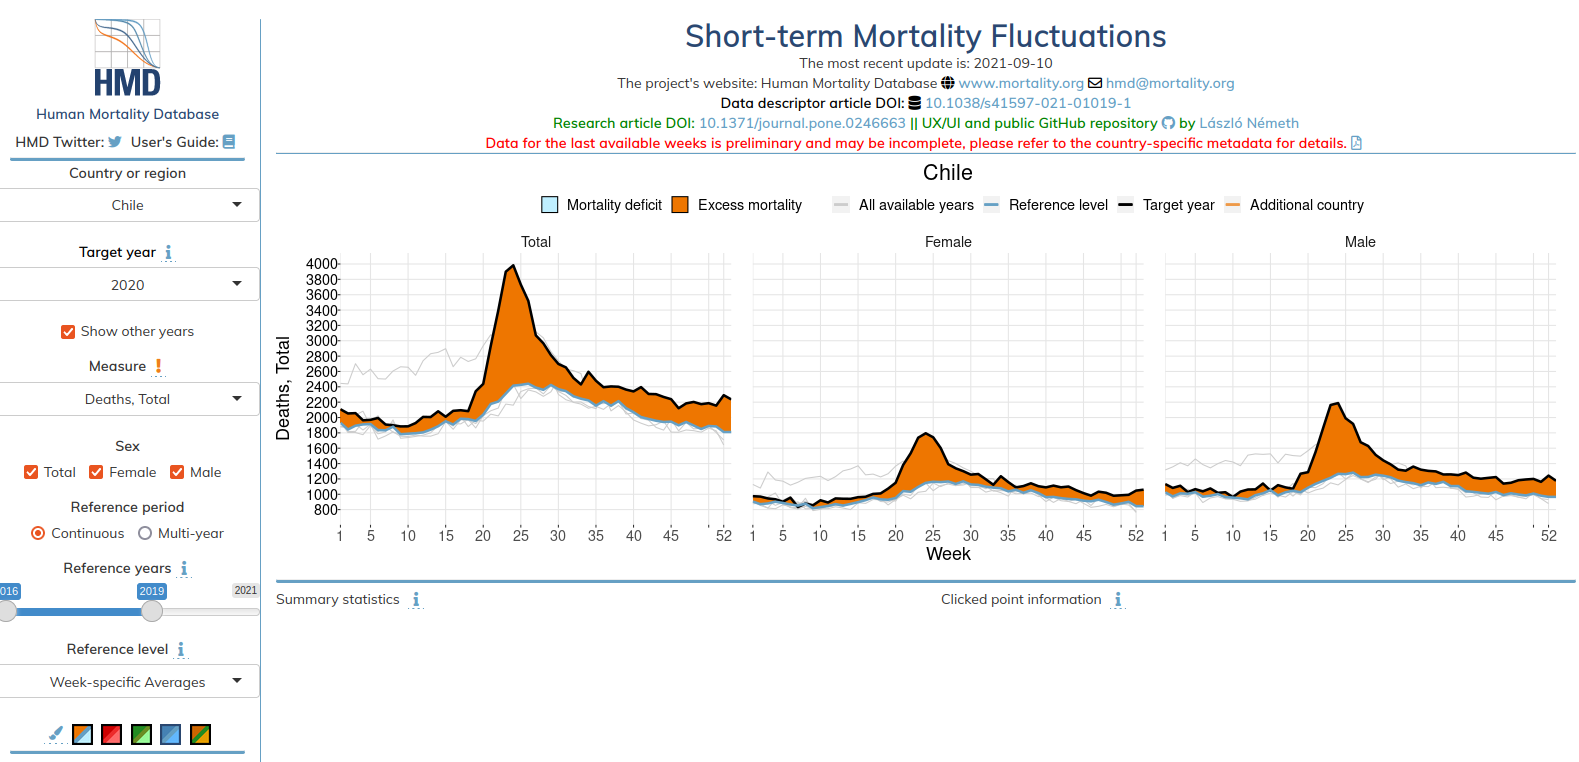 HMD
Human Mortality Database
HMD Twitter: User's Guide:
Country or region
Chile
Target year
2020
Show other years
Measure
Deaths, Total
Sex
Total Female Male
Reference period
Continuous Multi-year
Reference years
016 2019 2021
Reference level
Week-specific Averages
Short-term Mortality Fluctuations
The most recent update is: 2021-09-10
The project's website: Human Mortality Database www.mortality.org hmd@mortality.org
Data descriptor article DOI: 10.1038/s41597-021-01019-1
Research article DOI: 10.1371/journal.pone.0246663 || UX/UI and public GitHub repository by László Németh
Data for the last available weeks is preliminary and may be incomplete, please refer to the country-specific metadata for details.
Chile
Mortality deficit Excess mortality All available years Reference level Target year Additional country
Total Female Male
Deaths, Total
4000
3800
3600
3400
3200
3000
2800
2600
2400
2200
2000
1800
1600
1400
1200
1000
800
1 5 10 15 20 25 30 35 40 45 52 1 5 10 15 20 25 30 35 40 45 52 1 5 10 15 20 25 30 35 40 45 52
Week
Summary statistics Clicked point information